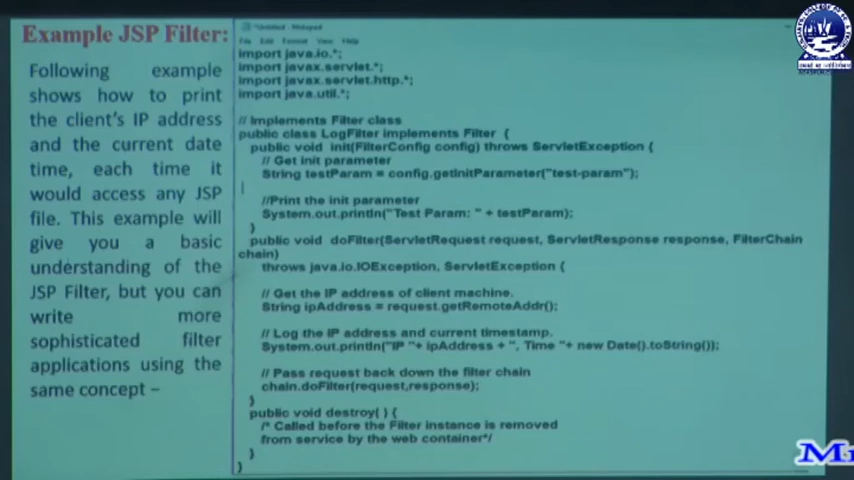 Example JSP Filter:
Following example
shows how to print
the client's IP address
and the current date
time, each time it
would access any JSP
file. This example will
give you a basic
understanding of the
JSP Filter, but you can
write more
sophisticated filter
applications using the
same concept –
*Untitled - Notepad
File Edit Format View Help
import java.io.*;
import javax.servlet.*;
import javax.servlet.http.*;
import java.util.*;
// Implements Filter class
public class LogFilter implements Filter {
public void init(FilterConfig config) throws ServletException {
// Get init parameter
String testParam = config.getInitParameter("test-param");
//Print the init parameter
System.out.println("Test Param: " + testParam);
}
public void doFilter(ServletRequest request, ServletResponse response, FilterChain
chain)
throws java.io.IOException, ServletException {
// Get the IP address of client machine.
String ipAddress = request.getRemoteAddr();
// Log the IP address and current timestamp.
System.out.println("IP "+ ipAddress + ", Time "+ new Date().toString());
// Pass request back down the filter chain
chain.doFilter(request,response);
}
public void destroy( ) {
/* Called before the Filter instance is removed
from service by the web container*/
}
}